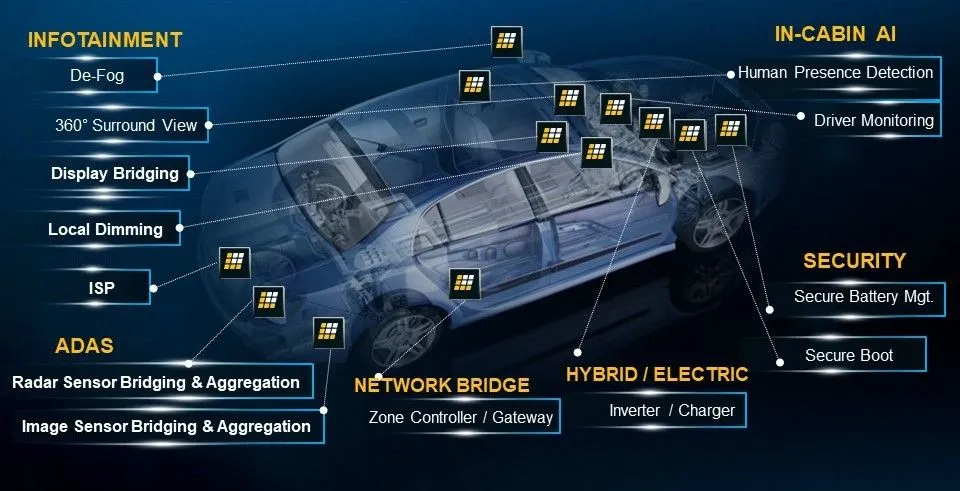 INFOTAINMENT
De-Fog
360° Surround View
Display Bridging
Local Dimming
ISP
ADAS
Radar Sensor Bridging & Aggregation
Image Sensor Bridging & Aggregation
NETWORK BRIDGE
Zone Controller / Gateway
HYBRID / ELECTRIC
Inverter / Charger
IN-CABIN AI
Human Presence Detection
Driver Monitoring
SECURITY
Secure Battery Mgt.
Secure Boot